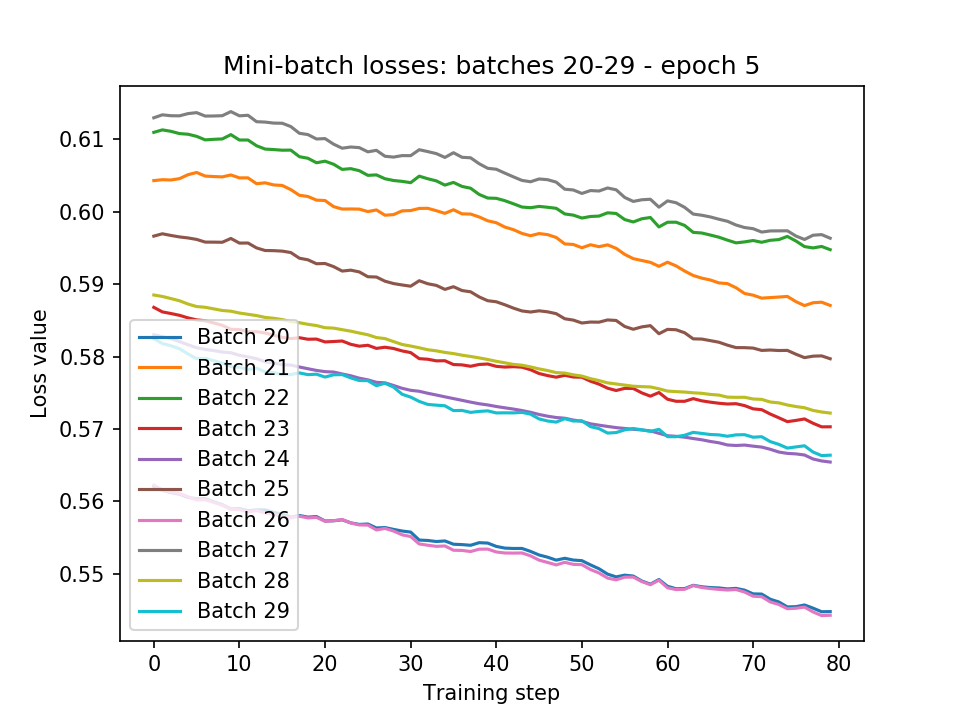 Mini-batch losses: batches 20-29 - epoch 5
Loss value
0.61
0.60
0.59
0.58
0.57
0.56
0.55
Batch 20
Batch 21
Batch 22
Batch 23
Batch 24
Batch 25
Batch 26
Batch 27
Batch 28
Batch 29
0 10 20 30 40 50 60 70 80
Training step